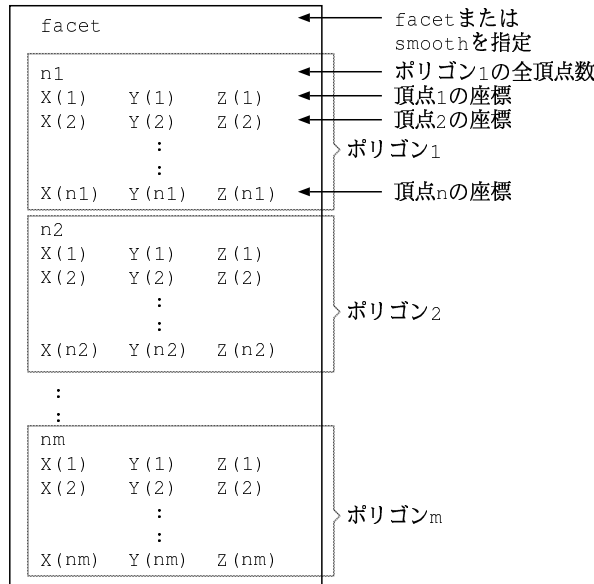 facet
facetまたは
smoothを指定
n1
ポリゴン1の全頂点数
X(1) Y(1) Z(1)
頂点1の座標
X(2) Y(2) Z(2)
頂点2の座標
:
:
ポリゴン1
X(n1) Y(n1) Z(n1)
頂点nの座標
n2
X(1) Y(1) Z(1)
X(2) Y(2) Z(2)
:
:
ポリゴン2
X(n2) Y(n2) Z(n2)
:
:
nm
X(1) Y(1) Z(1)
X(2) Y(2) Z(2)
:
:
ポリゴンm
X(nm) Y(nm) Z(nm)